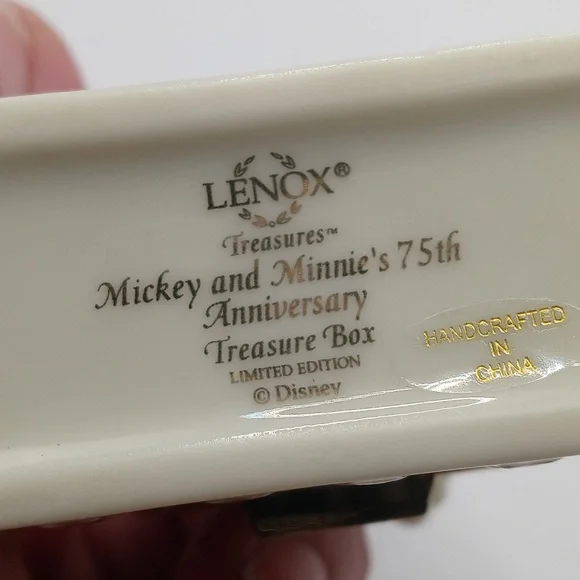 LENOX®
Treasures™
Mickey and Minnie's 75th
Anniversary
Treasure Box
LIMITED EDITION
© Disney
HANDCRAFTED
IN
CHINA